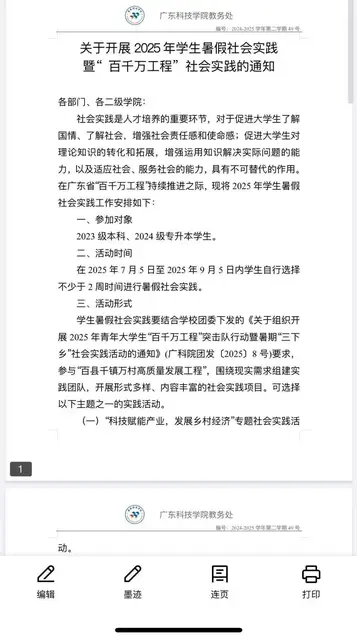 广东科技学院教务处
编号：2024-2025学年第二学期49号
关于开展 2025 年学生暑假社会实践
暨“ 百千万工程”社会实践的通知
各部门、各二级学院：
社会实践是人才培养的重要环节，对于促进大学生了解
国情、了解社会、增强社会责任感和使命感；促进大学生对
理论知识的转化和拓展，增强运用知识解决实际问题的能
力，以及适应社会、服务社会的能力，具有不可替代的作用。
在广东省“百千万工程”持续推进之际，现将 2025 年学生暑假
社会实践工作安排如下：
一、参加对象
2023 级本科、2024 级专升本学生。
二、活动时间
在 2025 年 7 月 5 日至 2025 年 9 月 5 日内学生自行选择
不少于 2 周时间进行暑假社会实践。
三、活动形式
学生暑假社会实践要结合学校团委下发的《关于组织开
展 2025 年青年大学生“百千万工程”突击队行动暨暑期“三下
乡”社会实践活动的通知》(广科院团发〔2025〕8 号)要求，
参与“百县千镇万村高质量发展工程”，围绕现实需求组建实
践团队，开展形式多样、内容丰富的社会实践项目。可选择
以下主题之一的实践活动。
（一）“科技赋能产业，发展乡村经济”专题社会实践活
1
广东科技学院教务处
编号：2024-2025学年第二学期49号
动。
编辑
墨迹
连页
打印